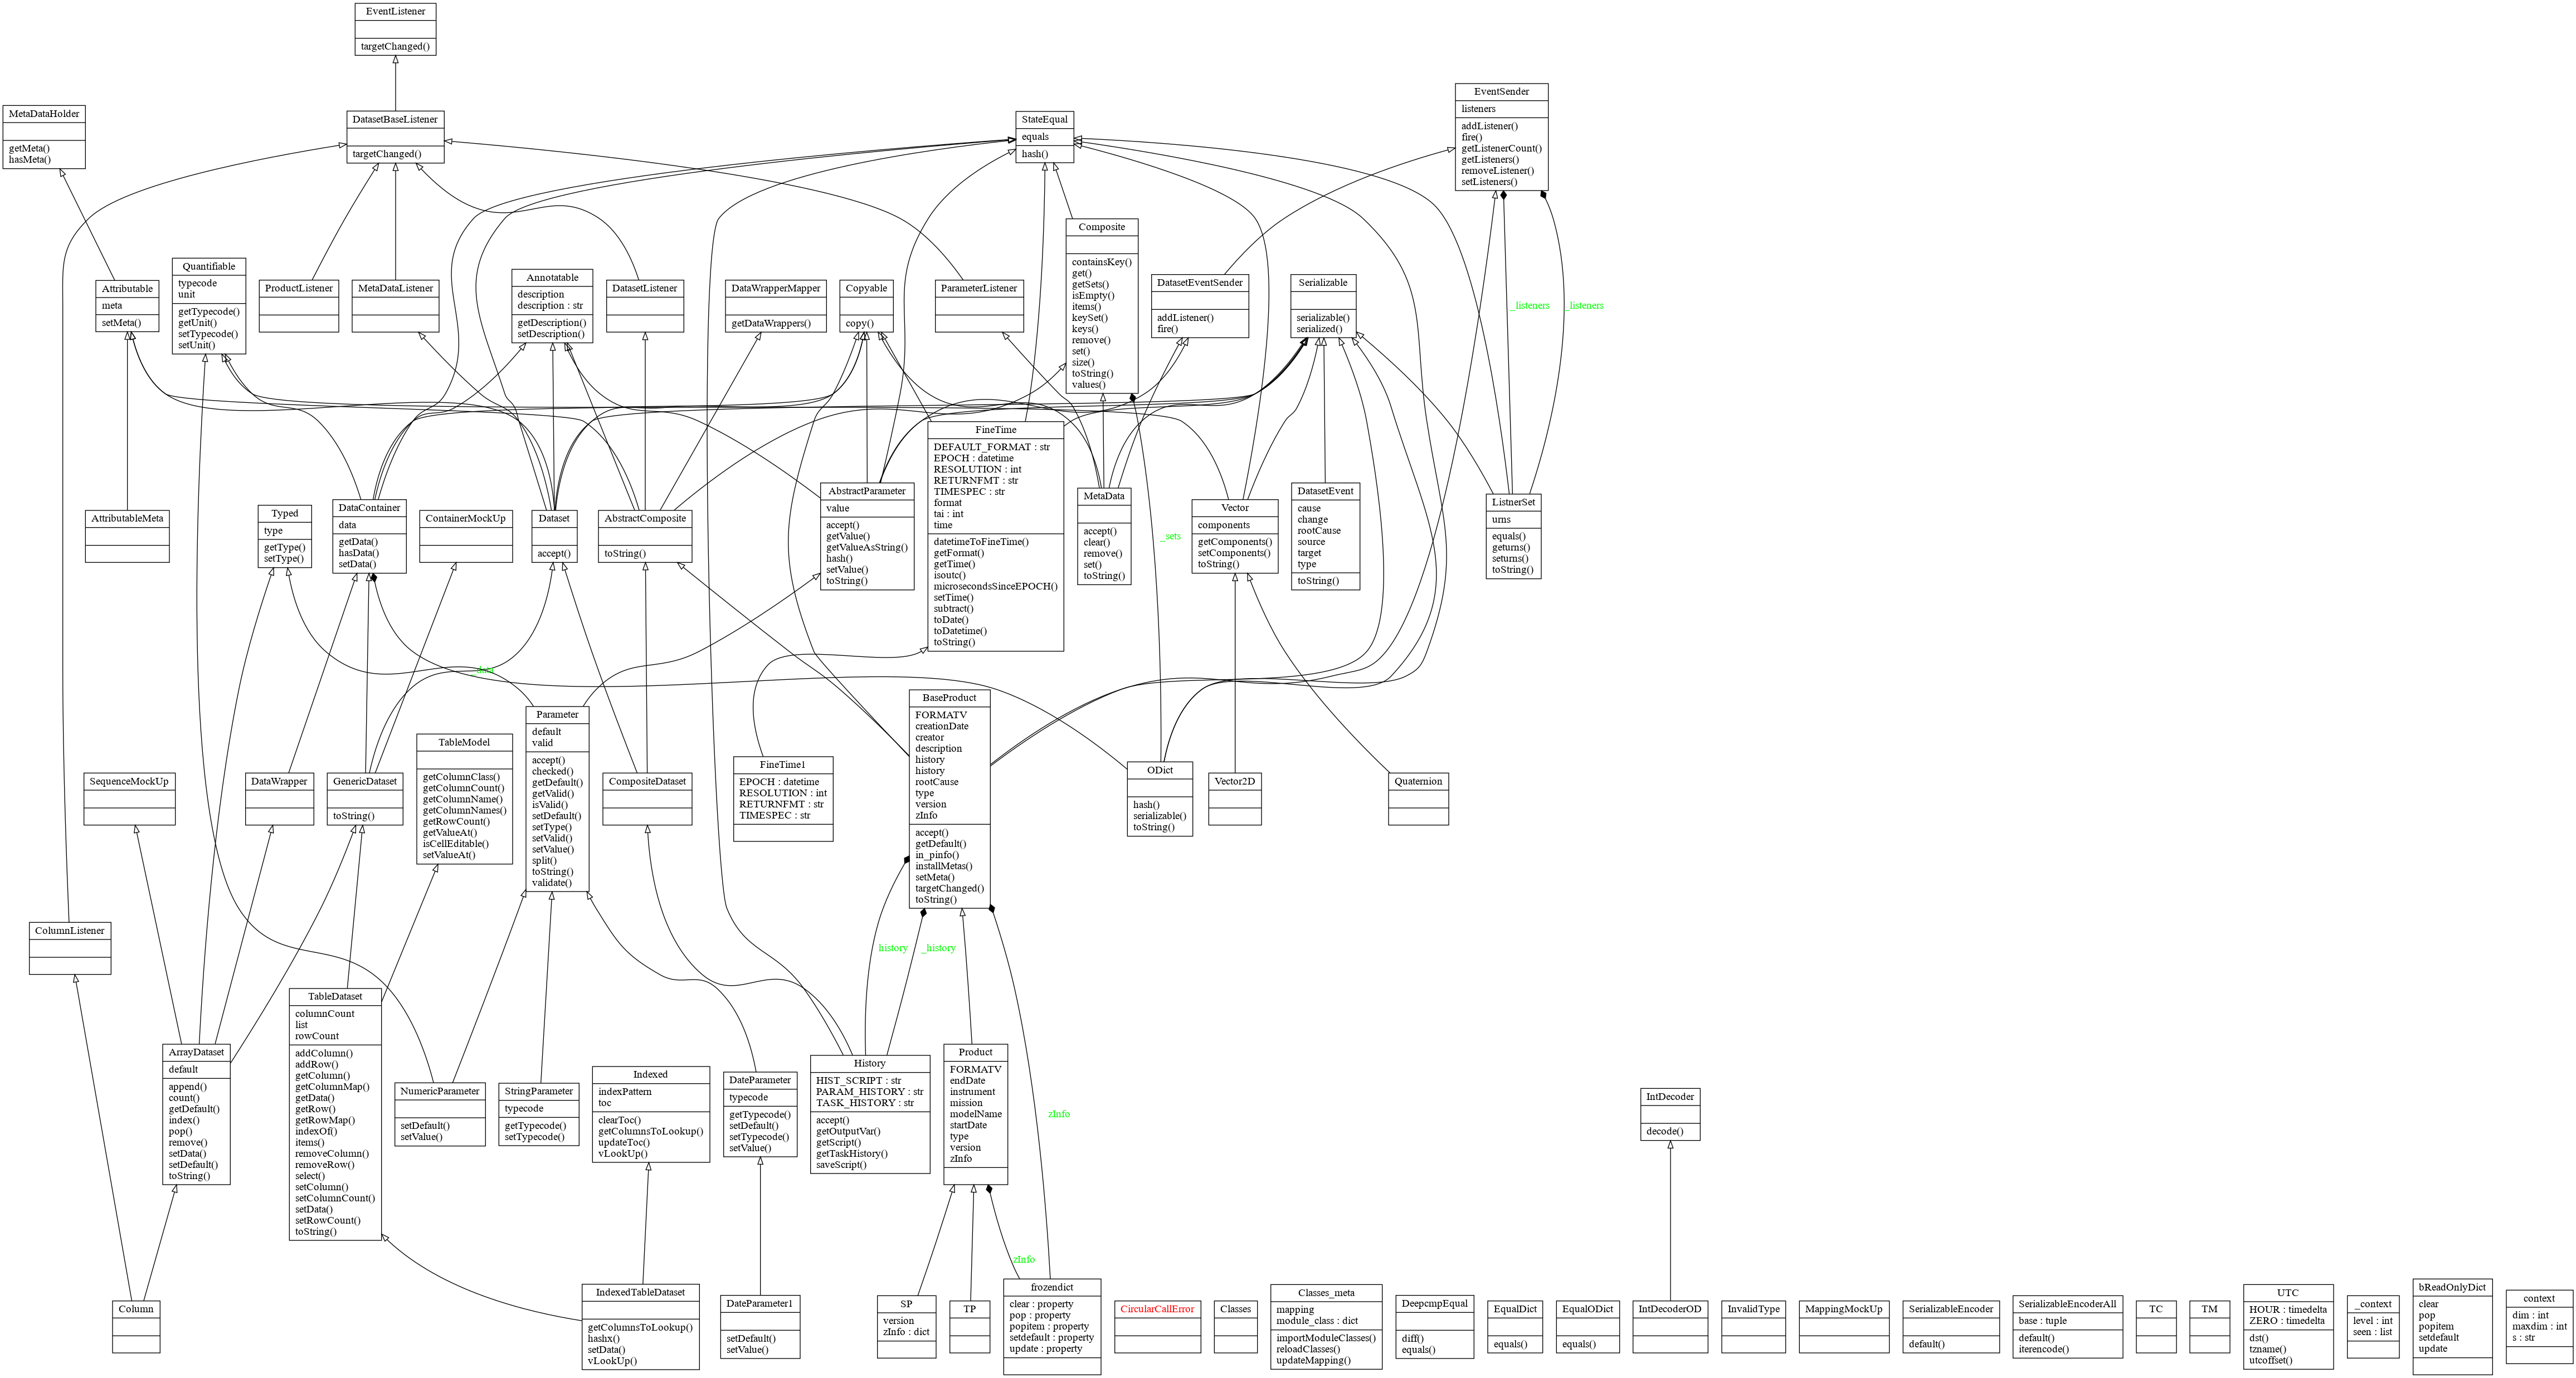 EventListener
targetChanged()
MetaDataHolder
getMeta()
hasMeta()
DatasetBaseListener
targetChanged()
StateEqual
equals
hash()
EventSender
listeners
addListener()
fire()
getListenerCount()
getListeners()
removeListener()
setListeners()
Attributable
meta
setMeta()
Quantifiable
typecode
unit
getTypecode()
getUnit()
setTypecode()
setUnit()
ProductListener
MetaDataListener
Annotatable
description
description : str
getDescription()
setDescription()
DatasetListener
DataWrapperMapper
getDataWrappers()
Copyable
copy()
ParameterListener
Composite
containsKey()
get()
getSets()
isEmpty()
items()
keySet()
keys()
remove()
set()
size()
toString()
values()
DatasetEventSender
addListener()
fire()
Serializable
serializable()
serialized()
_listeners
_listeners
AttributableMeta
Typed
type
getType()
setType()
DataContainer
data
getData()
hasData()
setData()
ContainerMockUp
Dataset
accept()
AbstractComposite
toString()
AbstractParameter
value
accept()
getValue()
getValueAsString()
hash()
setValue()
toString()
FineTime
DEFAULT_FORMAT : str
EPOCH : datetime
RESOLUTION : int
RETURNFMT : str
TIMESPEC : str
format
tai : int
time
datetimeToFineTime()
getFormat()
getTime()
isoutc()
microsecondsSinceEPOCH()
setTime()
subtract()
toDate()
toDatetime()
toString()
MetaData
accept()
clear()
remove()
set()
toString()
_sets
Vector
components
getComponents()
setComponents()
toString()
DatasetEvent
cause
change
rootCause
source
target
type
toString()
ListnerSet
urns
equals()
geturns()
seturns()
toString()
_data
SequenceMockUp
DataWrapper
GenericDataset
toString()
TableModel
getColumnClass()
getColumnCount()
getColumnName()
getColumnNames()
getRowCount()
getValueAt()
isCellEditable()
setValueAt()
Parameter
default
valid
accept()
checked()
getDefault()
getValid()
isValid()
setDefault()
setType()
setValid()
setValue()
split()
toString()
validate()
CompositeDataset
FineTime1
EPOCH : datetime
RESOLUTION : int
RETURNFMT : str
TIMESPEC : str
BaseProduct
FORMATV
creationDate
creator
description
history
history
rootCause
type
version
zInfo
accept()
getDefault()
in_pinfo()
installMetas()
setMeta()
targetChanged()
toString()
ODict
hash()
serializable()
toString()
Vector2D
Quaternion
ColumnListener
history
_history
ArrayDataset
default
append()
count()
getDefault()
index()
pop()
remove()
setData()
setDefault()
toString()
TableDataset
columnCount
list
rowCount
addColumn()
addRow()
getColumn()
getColumnMap()
getData()
getRow()
getRowMap()
indexOf()
items()
removeColumn()
removeRow()
select()
setColumn()
setColumnCount()
setData()
setRowCount()
toString()
NumericParameter
setDefault()
setValue()
StringParameter
typecode
getTypecode()
setTypecode()
Indexed
indexPattern
toc
clearToc()
getColumnsToLookup()
updateToc()
vLookUp()
DateParameter
typecode
getTypecode()
setDefault()
setTypecode()
setValue()
History
HIST_SCRIPT : str
PARAM_HISTORY : str
TASK_HISTORY : str
accept()
getOutputVar()
getScript()
getTaskHistory()
saveScript()
Product
FORMATV
endDate
instrument
mission
modelName
startDate
type
version
zInfo
zInfo
IntDecoder
decode()
zInfo
Column
IndexedTableDataset
getColumnsToLookup()
hashx()
setData()
vLookUp()
DateParameter1
setDefault()
setValue()
SP
version
zInfo : dict
TP
frozendict
clear : property
pop : property
popitem : property
setdefault : property
update : property
CircularCallError
Classes
Classes_meta
mapping
module_class : dict
importModuleClasses()
reloadClasses()
updateMapping()
DeepcmpEqual
diff()
equals()
EqualDict
equals()
EqualODict
equals()
IntDecoderOD
InvalidType
MappingMockUp
SerializableEncoder
default()
SerializableEncoderAll
base : tuple
default()
iterencode()
TC
TM
UTC
HOUR : timedelta
ZERO : timedelta
dst()
tzname()
utcoffset()
_context
level : int
seen : list
bReadOnlyDict
clear
pop
popitem
setdefault
update
context
dim : int
maxdim : int
s : str